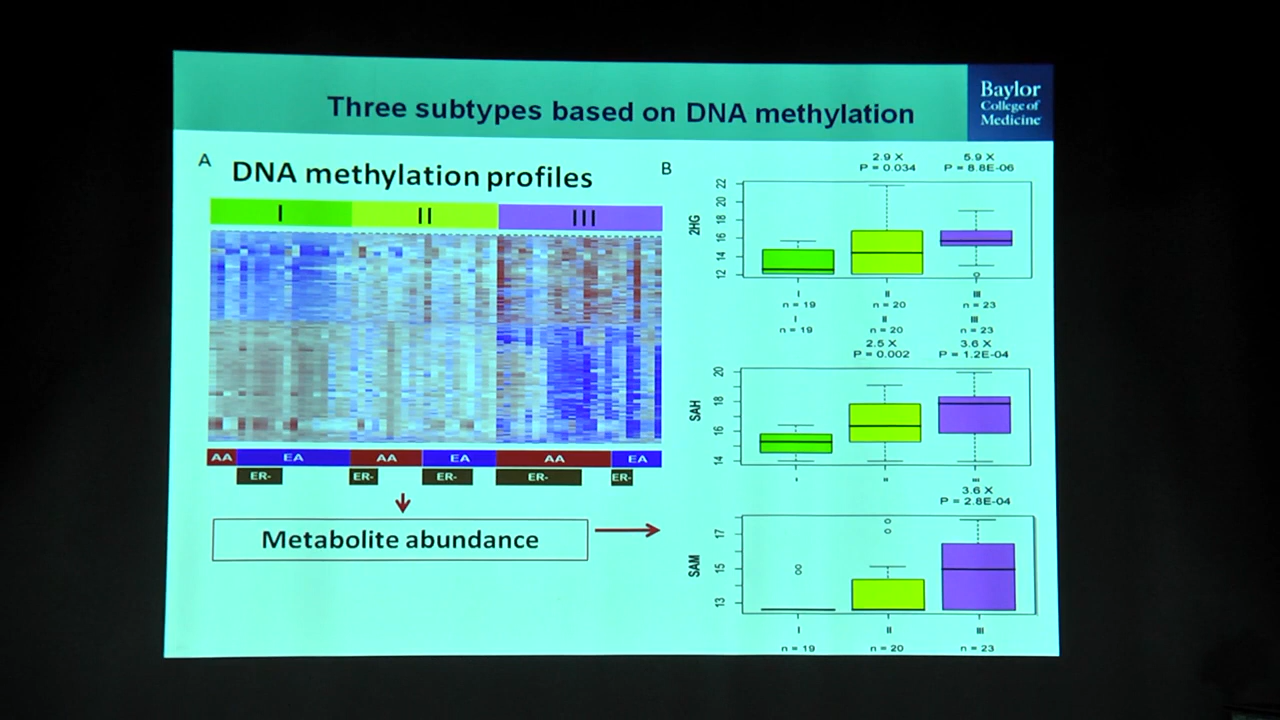 Three subtypes based on DNA methylation
Baylor
College of
Medicine
A
DNA methylation profiles
I II III
AA EA AA EA AA EA
ER- ER- ER- ER- ER-
Metabolite abundance
B
2.9 X 5.9 X
P = 0.034 P = 8.8E-06
2HG
22
20
18
16
14
12
I II III
n = 19 n = 20 n = 23
I II III
n = 19 n = 20 n = 23
2.5 X 3.6 X
P = 0.002 P = 1.2E-04
SAH
20
18
16
14
I II III
3.6 X
P = 2.8E-04
SAM
17
15
13
I II III
n = 19 n = 20 n = 23